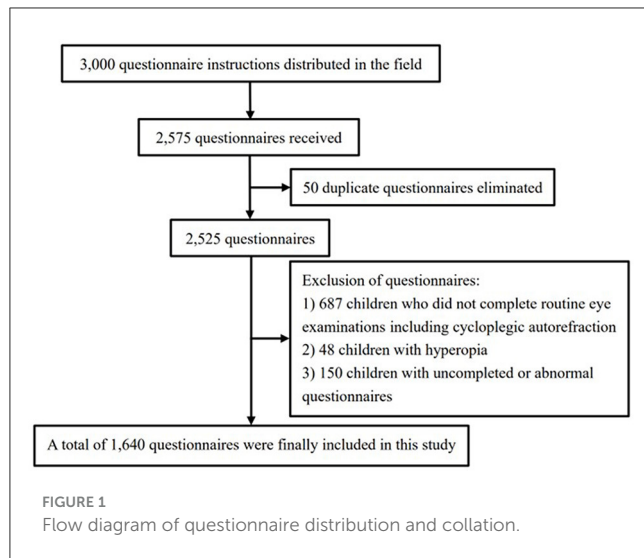 3,000 questionnaire instructions distributed in the field
2,575 questionnaires received
50 duplicate questionnaires eliminated
2,525 questionnaires
Exclusion of questionnaires:
1) 687 children who did not complete routine eye
examinations including cycloplegic autorefraction
2) 48 children with hyperopia
3) 150 children with uncompleted or abnormal
questionnaires
A total of 1,640 questionnaires were finally included in this study
FIGURE 1
Flow diagram of questionnaire distribution and collation.